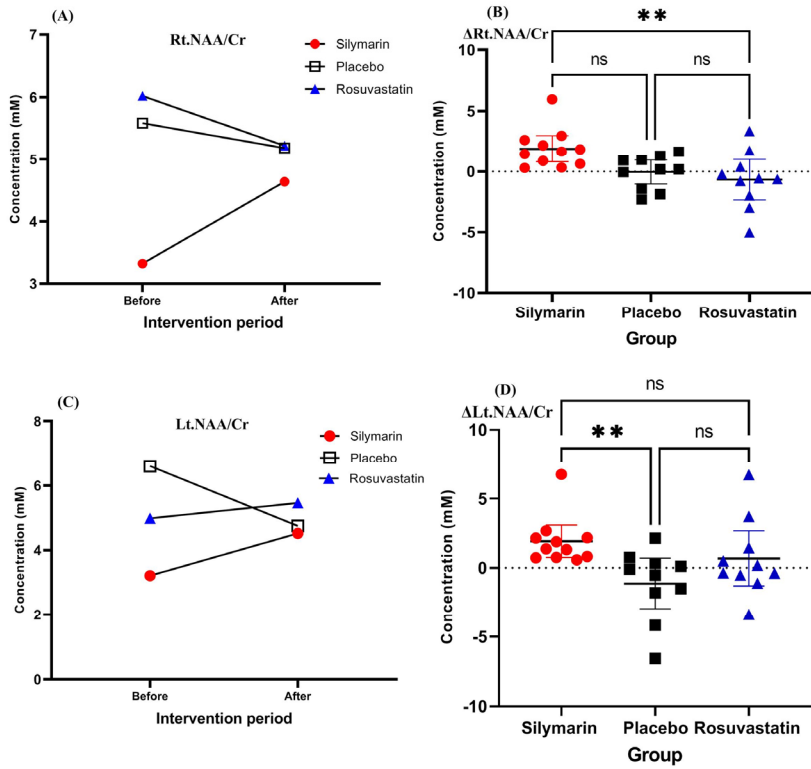 (A)
Rt.NAA/Cr
Silymarin
Placebo
Rosuvastatin
Concentration (mM)
7
6
5
4
3
Before
After
Intervention period
(B)
ΔRt.NAA/Cr
**
ns
ns
Concentration (mM)
10
5
0
-5
-10
Silymarin
Placebo
Rosuvastatin
Group
(C)
Lt.NAA/Cr
Silymarin
Placebo
Rosuvastatin
Concentration (mM)
8
6
4
2
0
Before
After
Intervention period
(D)
ΔLt.NAA/Cr
ns
**
ns
Concentration (mM)
10
5
0
-5
-10
Silymarin
Placebo
Rosuvastatin
Group